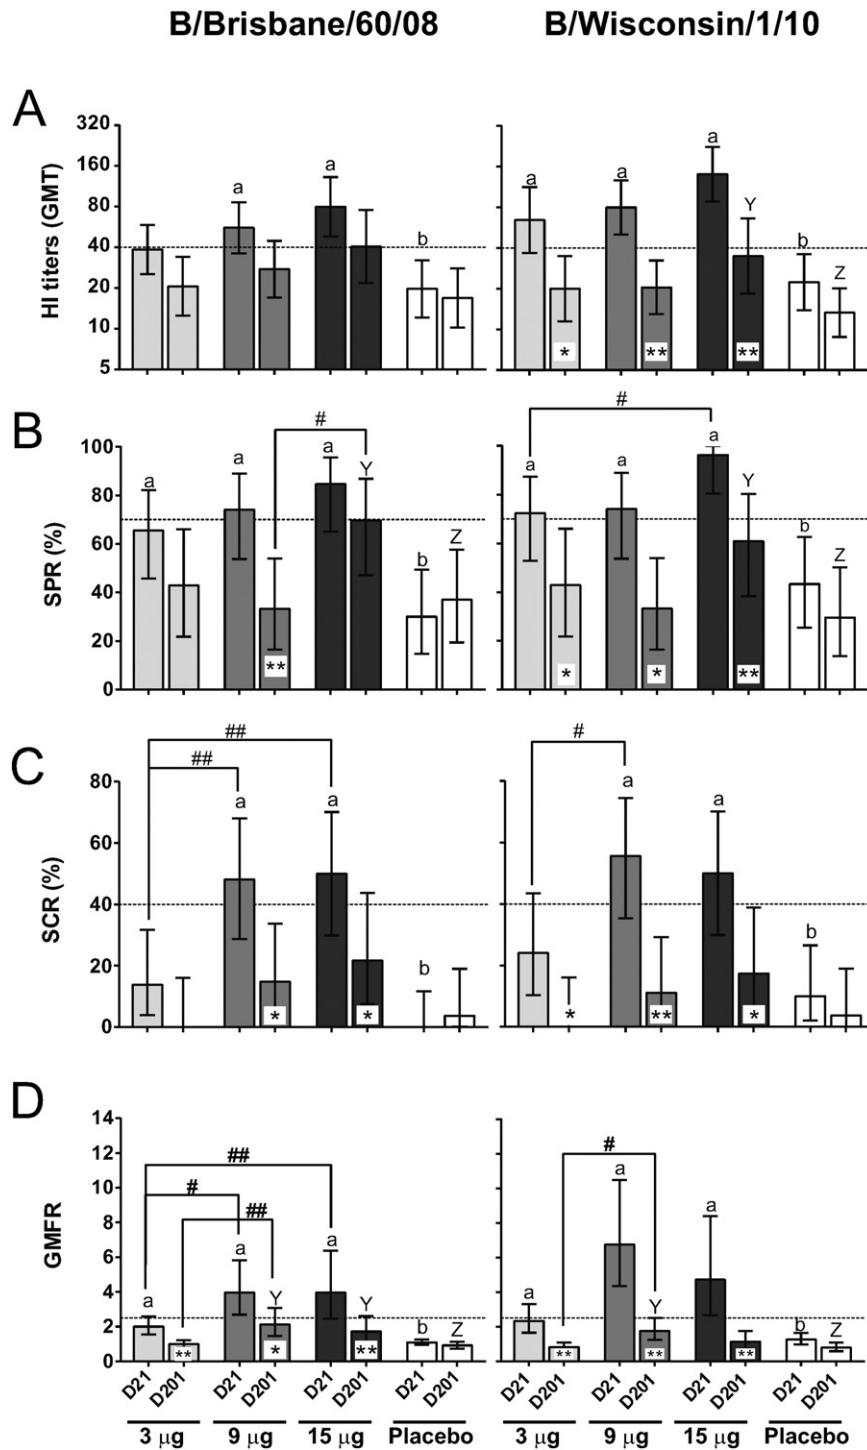 B/Brisbane/60/08 B/Wisconsin/1/10
A
HI titers (GMT)
320
160
80
40
20
10
5
a a b
* ** **
a a a Y b Z
B
SPR (%)
100
80
60
40
20
0
# #
a a a Y b Z
**
a a a Y b Z
* * **
C
SCR (%)
80
60
40
20
0
##
##
#
a a b
* *
a a b
* ** *
D
GMFR
14
12
10
8
6
4
2
0
##
#
##
#
a a Y a Y b Z
** * **
a a Y a b Z
** ** **
D21 D201 D21 D201 D21 D201 D21 D201 D21 D201 D21 D201 D21 D201 D21 D201
3 μg 9 μg 15 μg Placebo 3 μg 9 μg 15 μg Placebo